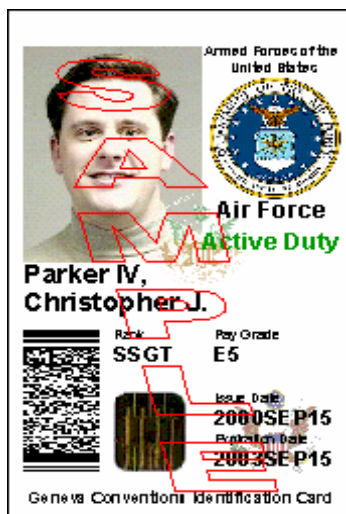 Armed Forces of the
United States
Air Force
Active Duty
Parker IV,
Christopher J.
Rank
Pay Grade
SSGT
E5
Issue Date
2000SEP15
Expiration Date
2003SEP15
Geneva Conventions Identification Card
SAMPLE